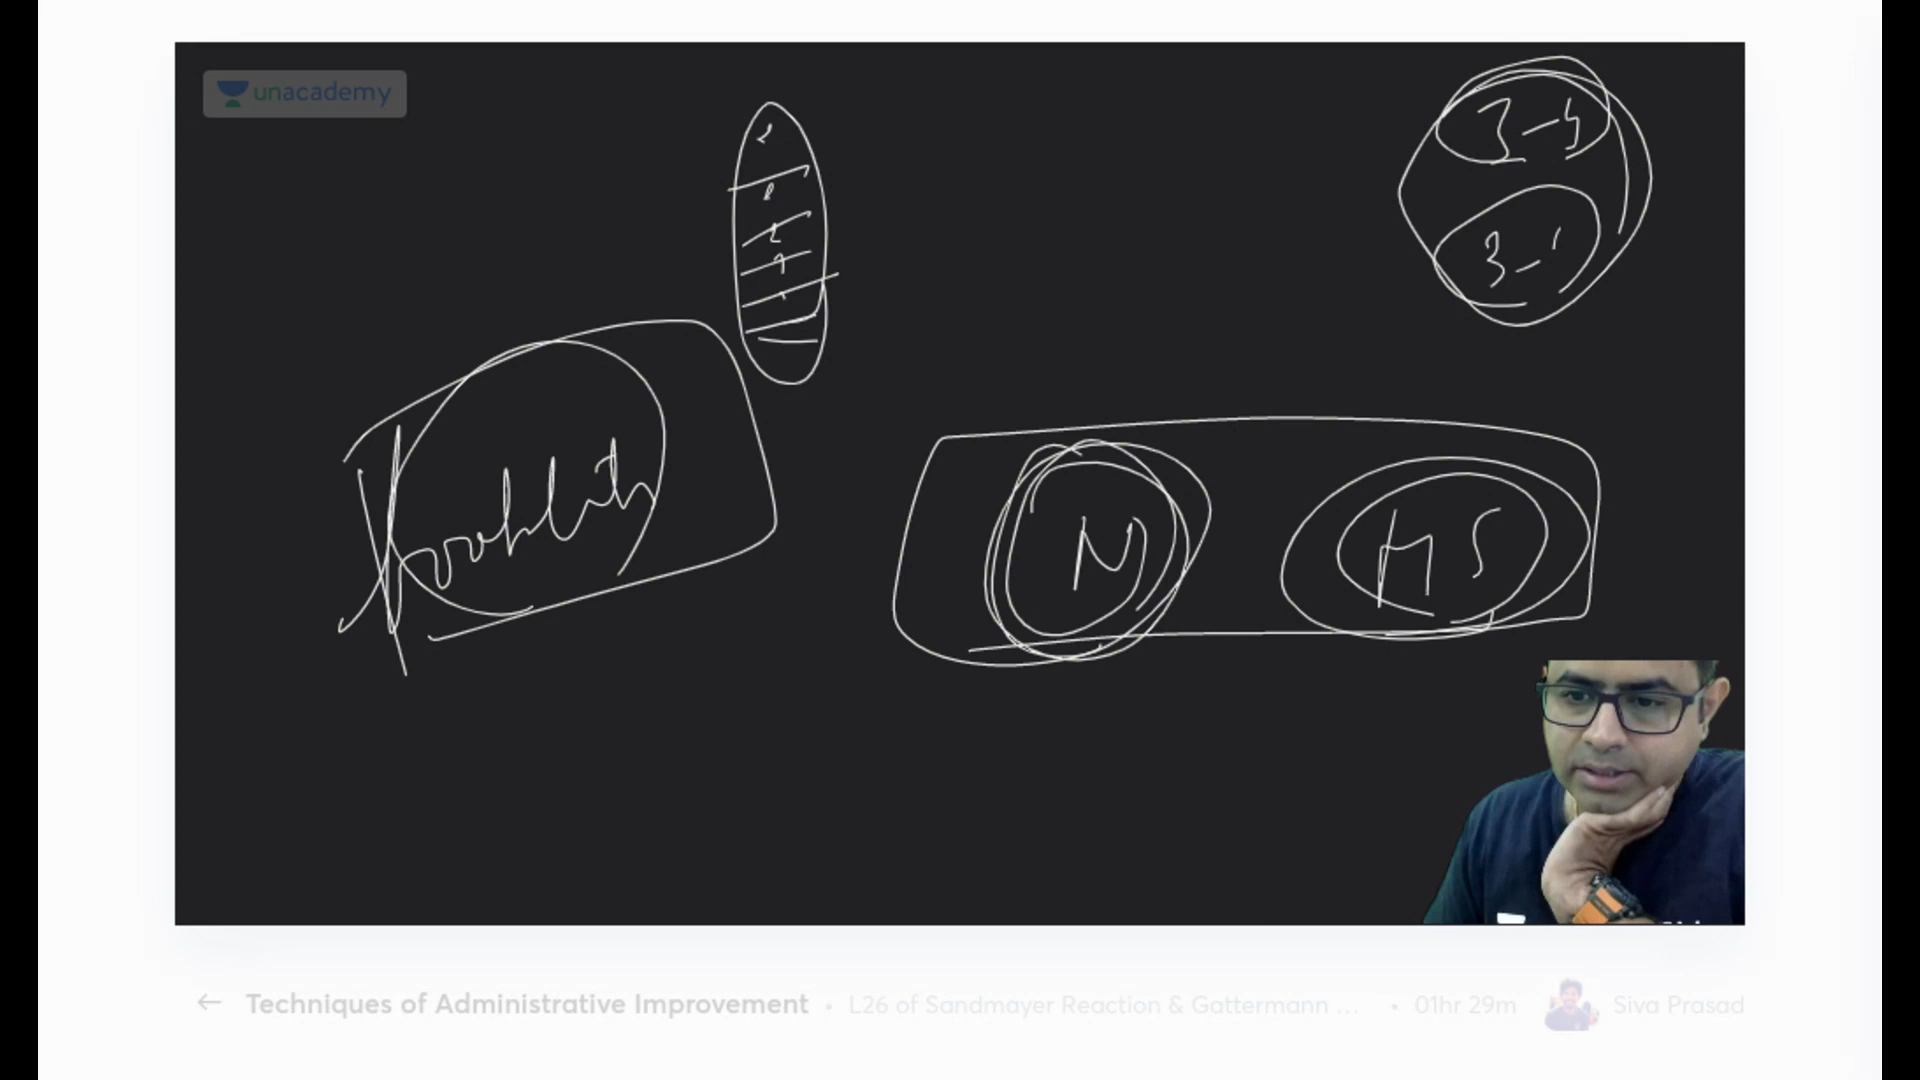 unacademy
3-4
3-1
Probability
N
MS
← Techniques of Administrative Improvement • L26 of Sandmayer Reaction & Gattermann ... • 01hr 29m Siva Prasad